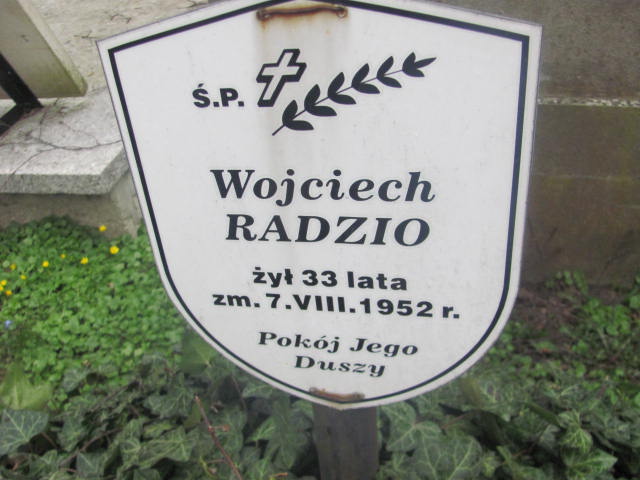 Ś.P.
Wojciech
RADZIO
żył 33 lata
zm. 7. VIII. 1952 r.
Pokój Jego
Duszy